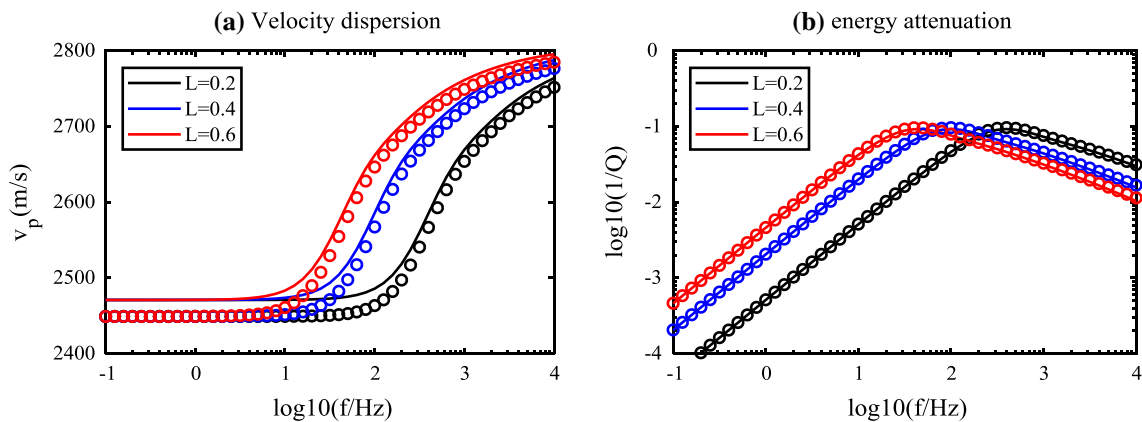 (a) Velocity dispersion
2800
2700
2600
2500
2400
v_p(m/s)
L=0.2
L=0.4
L=0.6
-1 0 1 2 3 4
log10(f/Hz)
(b) energy attenuation
0
-1
-2
-3
-4
log10(1/Q)
L=0.2
L=0.4
L=0.6
-1 0 1 2 3 4
log10(f/Hz)